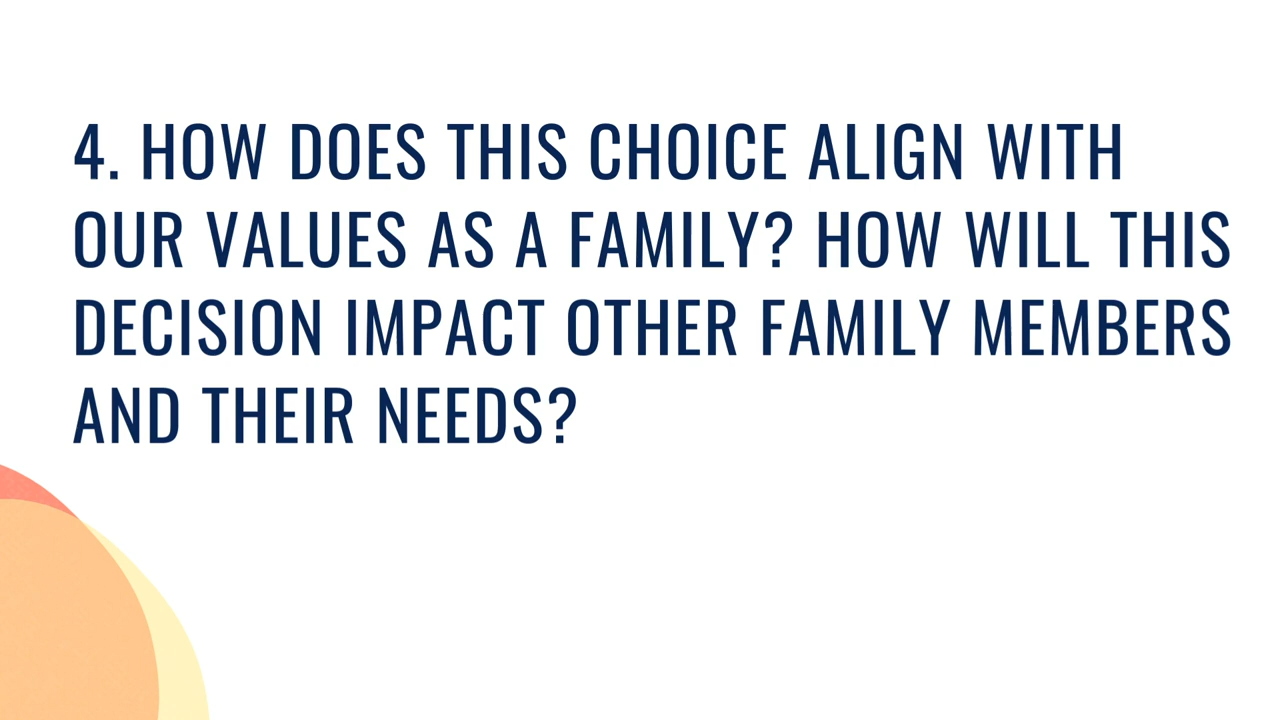 4. HOW DOES THIS CHOICE ALIGN WITH
OUR VALUES AS A FAMILY? HOW WILL THIS
DECISION IMPACT OTHER FAMILY MEMBERS
AND THEIR NEEDS?